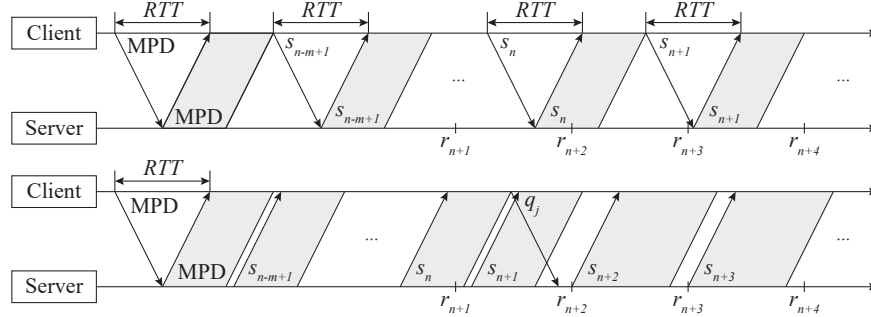 RTT RTT RTT RTT
Client MPD s_{n-m+1} s_n s_{n+1}
... ...
MPD s_{n-m+1} s_n s_{n+1}
Server
r_{n+1} r_{n+2} r_{n+3} r_{n+4}
RTT
Client
MPD q_j
... ...
MPD s_{n-m+1} s_n s_{n+1} s_{n+2} s_{n+3}
Server
r_{n+1} r_{n+2} r_{n+3} r_{n+4}